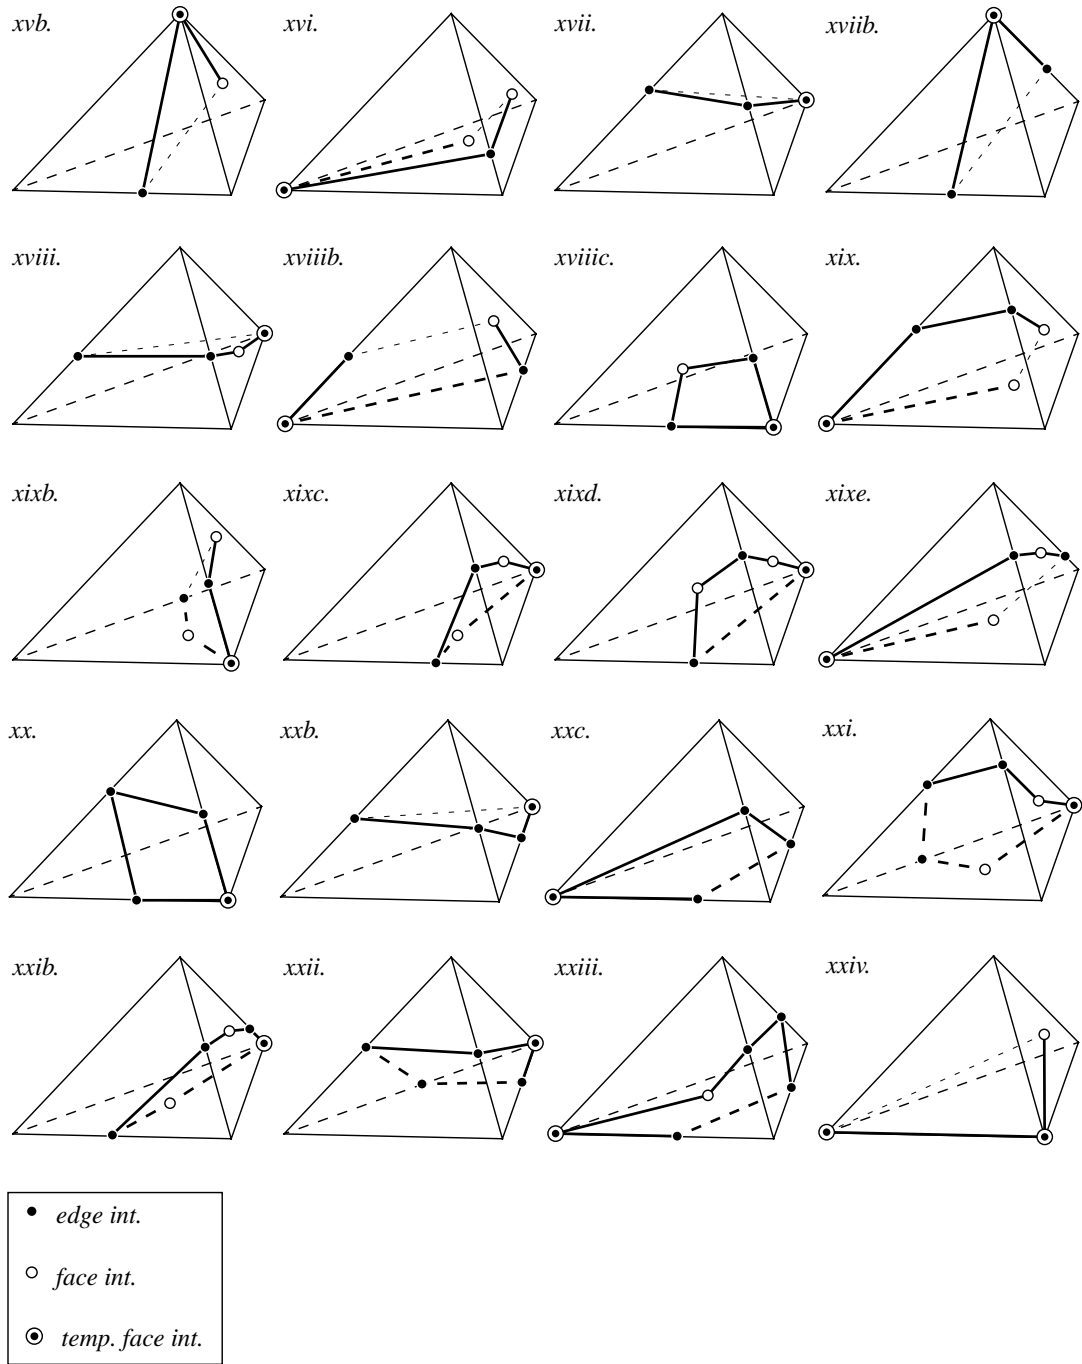 xvb. xvi. xvii. xviib.
xviii. xviiib. xviiic. xix.
xixb. xixc. xixd. xixe.
xx. xxb. xxc. xxi.
xxib. xxii. xxiii. xxiv.
edge int.
face int.
temp. face int.